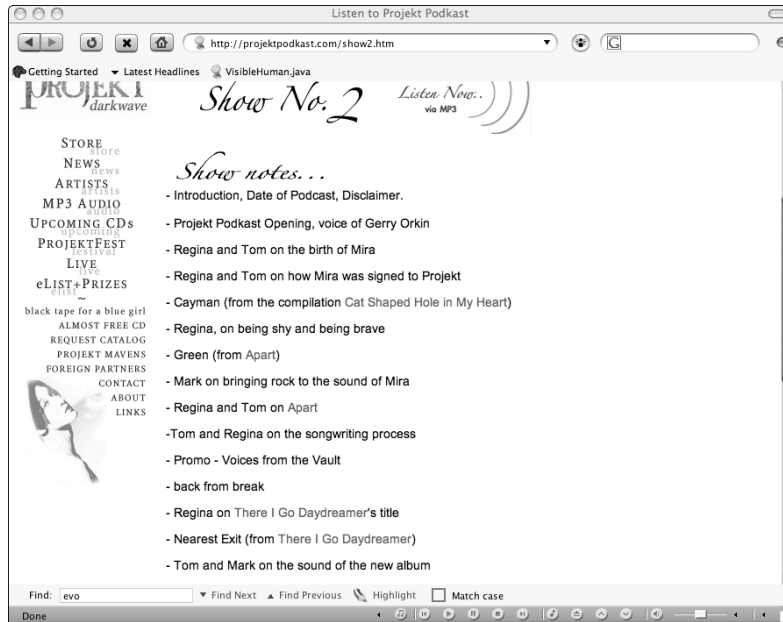 Listen to Projekt Podkast
http://projektpodkast.com/show2.htm
G
Getting Started
Latest Headlines
VisibleHuman.java
PROJEKT
darkwave
Show No. 2
Listen Now..
via MP3
STORE
store
NEWS
news
ARTISTS
artists
MP3 AUDIO
audio
UPCOMING CDS
upcoming
PROJEKTFEST
festival
LIVE
live
eLIST+PRIZES
elist
~
black tape for a blue girl
ALMOST FREE CD
REQUEST CATALOG
PROJEKT MAVENS
FOREIGN PARTNERS
CONTACT
ABOUT
LINKS
Show notes...
- Introduction, Date of Podcast, Disclaimer.
- Projekt Podkast Opening, voice of Gerry Orkin
- Regina and Tom on the birth of Mira
- Regina and Tom on how Mira was signed to Projekt
- Cayman (from the compilation Cat Shaped Hole in My Heart)
- Regina, on being shy and being brave
- Green (from Apart)
- Mark on bringing rock to the sound of Mira
- Regina and Tom on Apart
-Tom and Regina on the songwriting process
- Promo - Voices from the Vault
- back from break
- Regina on There I Go Daydreamer's title
- Nearest Exit (from There I Go Daydreamer)
- Tom and Mark on the sound of the new album
Find: evo
Find Next
Find Previous
Highlight
Match case
Done